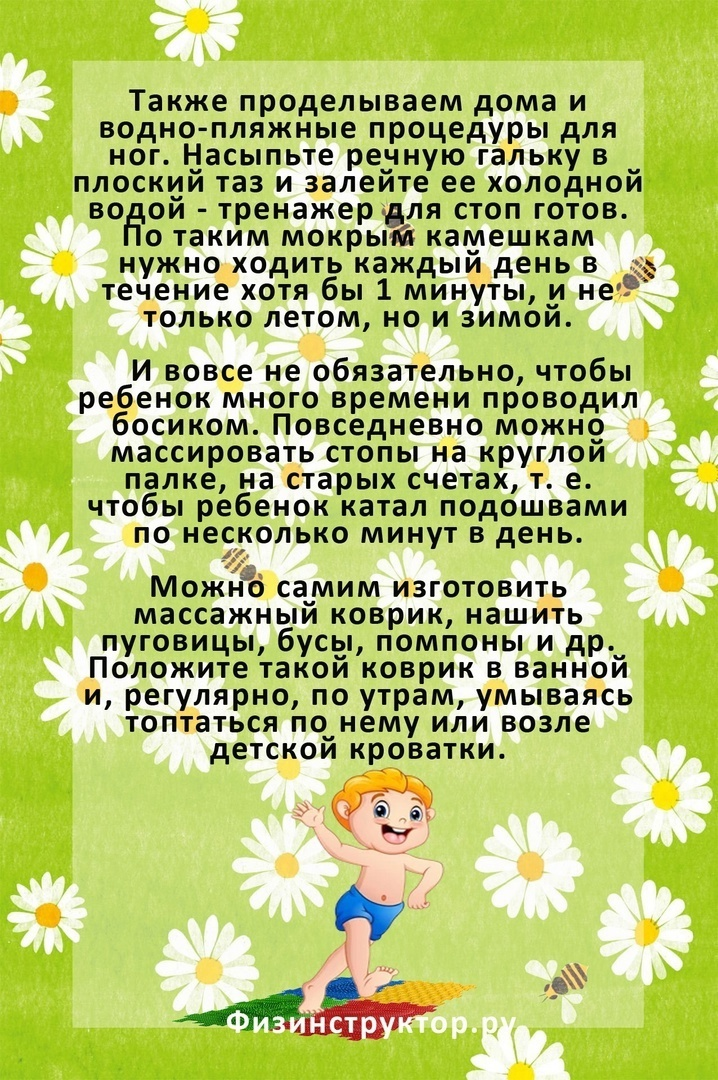 Также проделываем дома и
водно-пляжные процедуры для
ног. Насыпьте речную гальку в
плоский таз и залейте ее холодной
водой - тренажер для стоп готов.
По таким мокрым камешкам
нужно ходить каждый день в
течение хотя бы 1 минуты, и не
только летом, но и зимой.
И вовсе не обязательно, чтобы
ребенок много времени проводил
босиком. Повседневно можно
массировать стопы на круглой
палке, на старых счетах, т. е.
чтобы ребенок катал подошвами
по несколько минут в день.
Можно самим изготовить
массажный коврик, нашить
пуговицы, бусы, помпоны и др.
Положите такой коврик в ванной
и, регулярно, по утрам, умываясь
топтаться по нему или возле
детской кроватки.
Физинструктор.ру